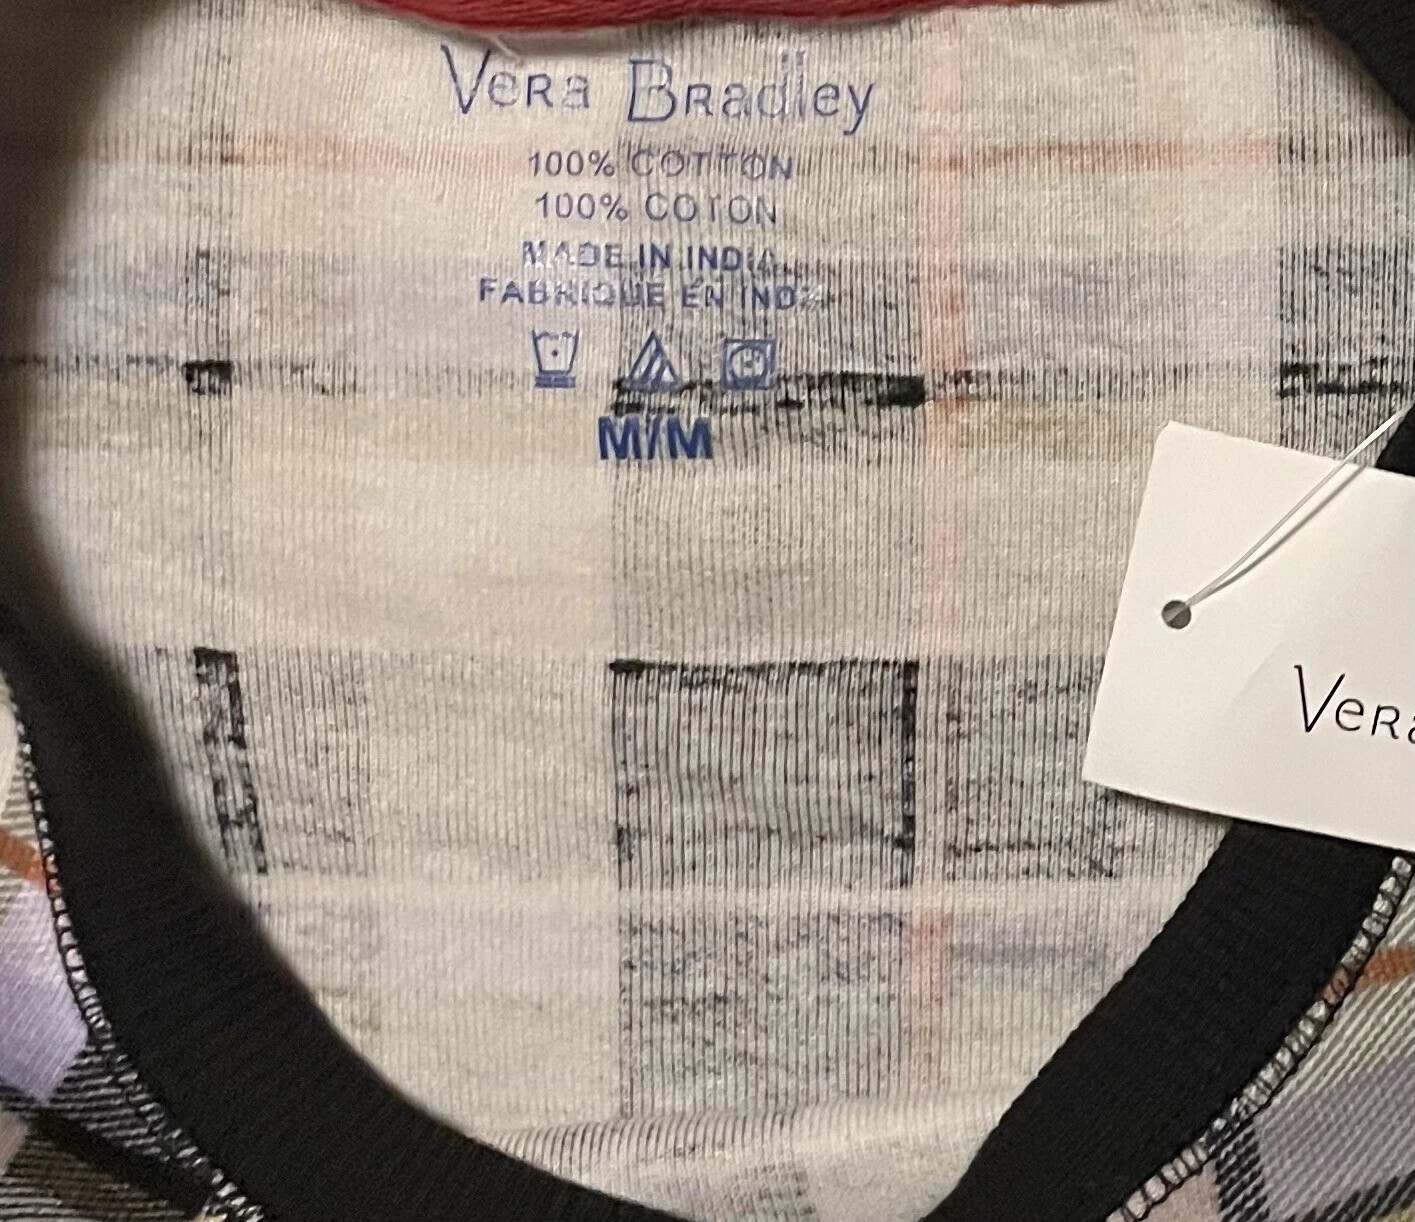 Vera Bradley
100% COTTON
100% COTON
MADE IN INDIA
FABRIQUE EN INDE
M/M
Vera